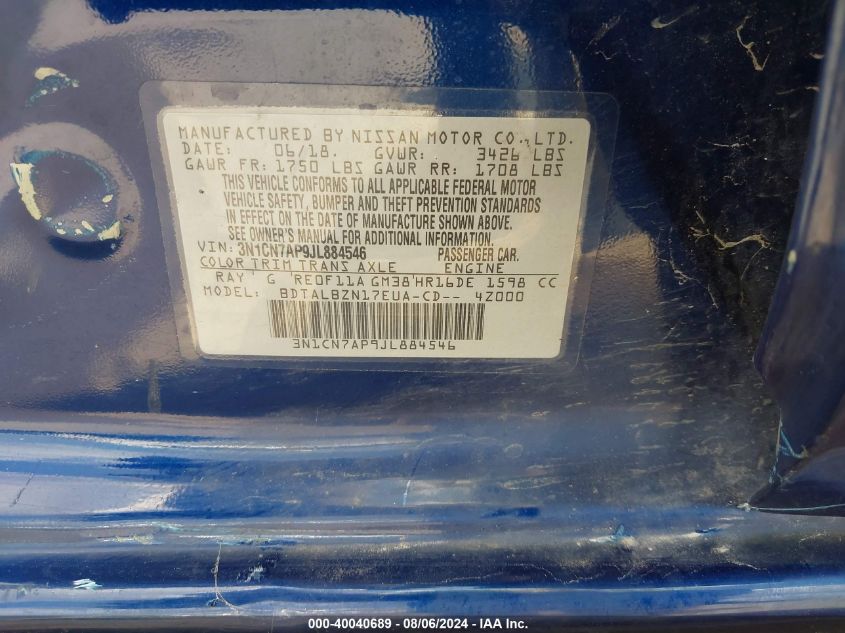 MANUFACTURED BY NISSAN MOTOR CO., LTD.
DATE: 06/18. GVWR: 3426 LBS
GAWR FR: 1750 LBS GAWR RR: 1708 LBS
THIS VEHICLE CONFORMS TO ALL APPLICABLE FEDERAL MOTOR
VEHICLE SAFETY, BUMPER AND THEFT PREVENTION STANDARDS
IN EFFECT ON THE DATE OF MANUFACTURE SHOWN ABOVE.
SEE OWNER'S MANUAL FOR ADDITIONAL INFORMATION.
VIN: 3N1CN7AP9JL884546 PASSENGER CAR.
COLOR TRIM TRANS AXLE ENGINE
RAY G RE0F11A GM38 HR16DE 1598 CC
MODEL: BDTALBZN17EUA-CD-- 4Z000
3N1CN7AP9JL884546
000-40040689 - 08/06/2024 - IAA Inc.